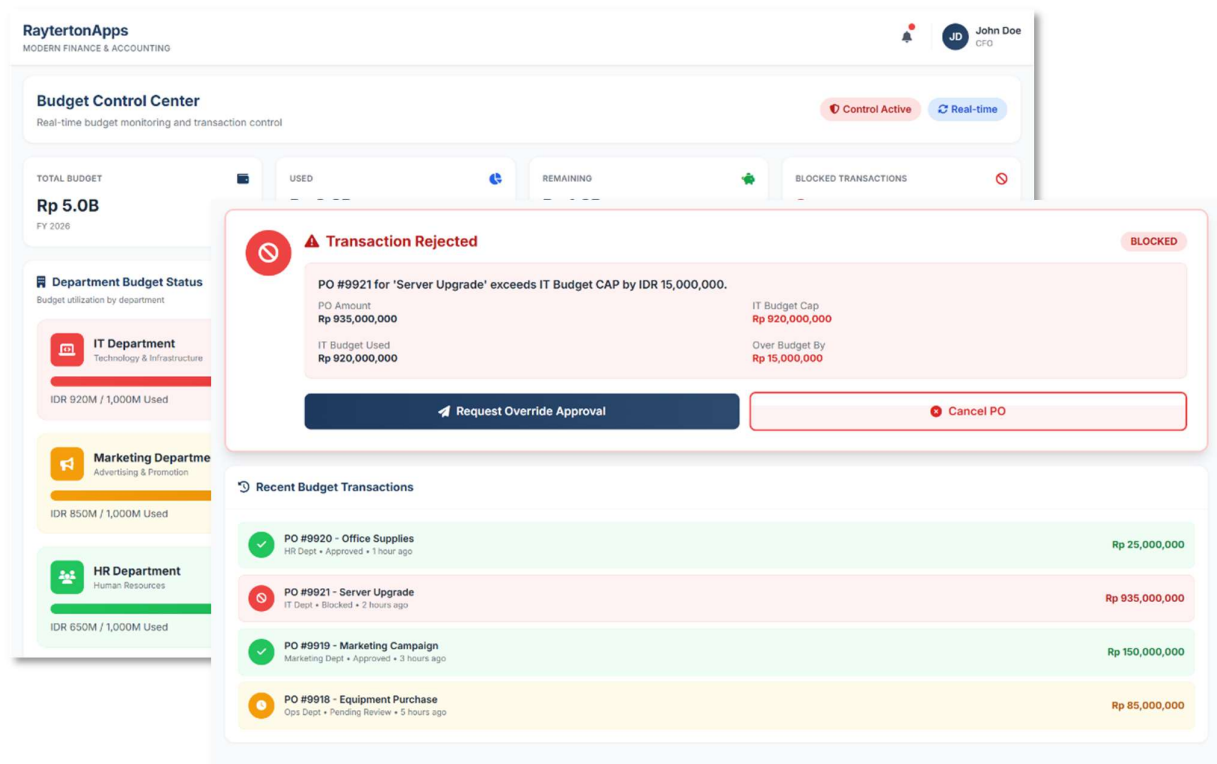 RaytertonApps
MODERN FINANCE & ACCOUNTING
JD
John Doe
CFO
Budget Control Center
Real-time budget monitoring and transaction control
Control Active
Real-time
TOTAL BUDGET
Rp 5.0B
FY 2026
USED
REMAINING
BLOCKED TRANSACTIONS
Department Budget Status
Budget utilization by department
IT Department
Technology & Infrastructure
IDR 920M / 1,000M Used
Marketing Departme
Advertising & Promotion
IDR 850M / 1,000M Used
HR Department
Human Resources
IDR 650M / 1,000M Used
Transaction Rejected
BLOCKED
PO #9921 for 'Server Upgrade' exceeds IT Budget CAP by IDR 15,000,000.
PO Amount
Rp 935,000,000
IT Budget Cap
Rp 920,000,000
IT Budget Used
Rp 920,000,000
Over Budget By
Rp 15,000,000
Request Override Approval
Cancel PO
Recent Budget Transactions
PO #9920 - Office Supplies
HR Dept • Approved • 1 hour ago
Rp 25,000,000
PO #9921 - Server Upgrade
IT Dept • Blocked • 2 hours ago
Rp 935,000,000
PO #9919 - Marketing Campaign
Marketing Dept • Approved • 3 hours ago
Rp 150,000,000
PO #9918 - Equipment Purchase
Ops Dept • Pending Review • 5 hours ago
Rp 85,000,000